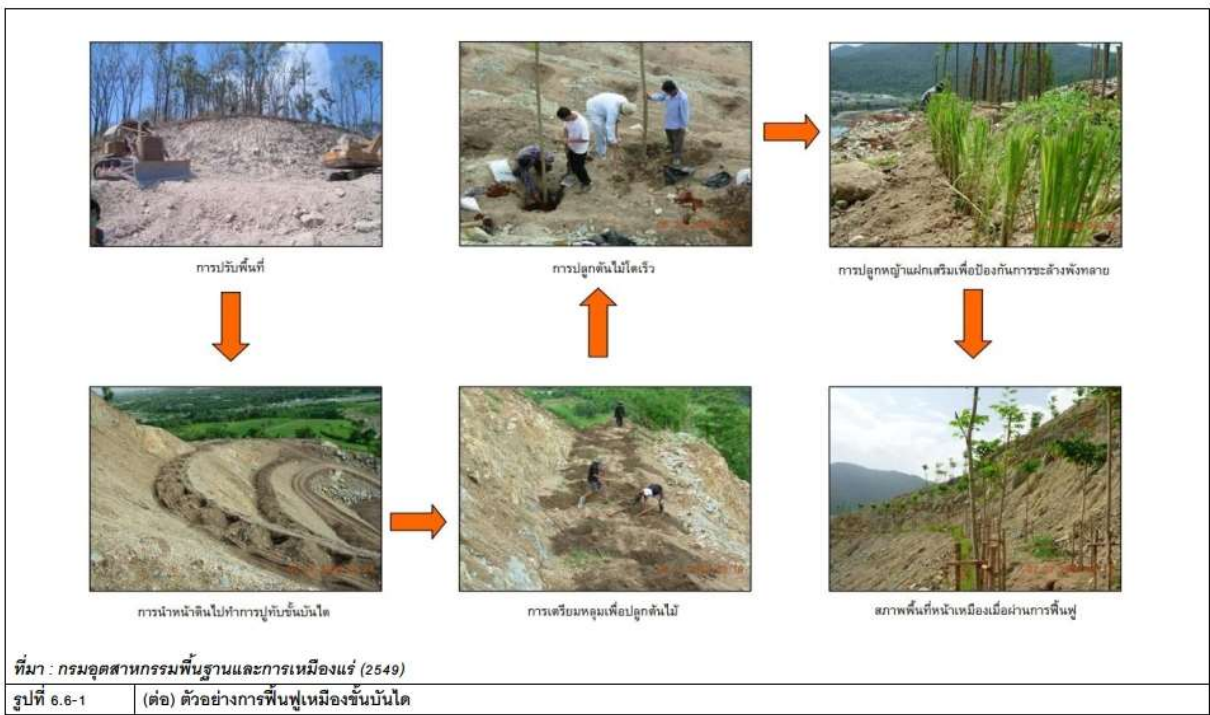 การปรับพื้นที่
การนำหน้าดินไปทำการปูทับขั้นบันได
การเตรียมหลุมเพื่อปลูกต้นไม้
การปลูกต้นไม้โตเร็ว
การปลูกหญ้าแฝกเสริมเพื่อป้องกันการชะล้างพังทลาย
สภาพพื้นที่หน้าเหมืองเมื่อผ่านการฟื้นฟู
ที่มา : กรมอุตสาหกรรมพื้นฐานและการเหมืองแร่ (2549)
รูปที่ 6.6-1 (ต่อ) ตัวอย่างการฟื้นฟูเหมืองขั้นบันได